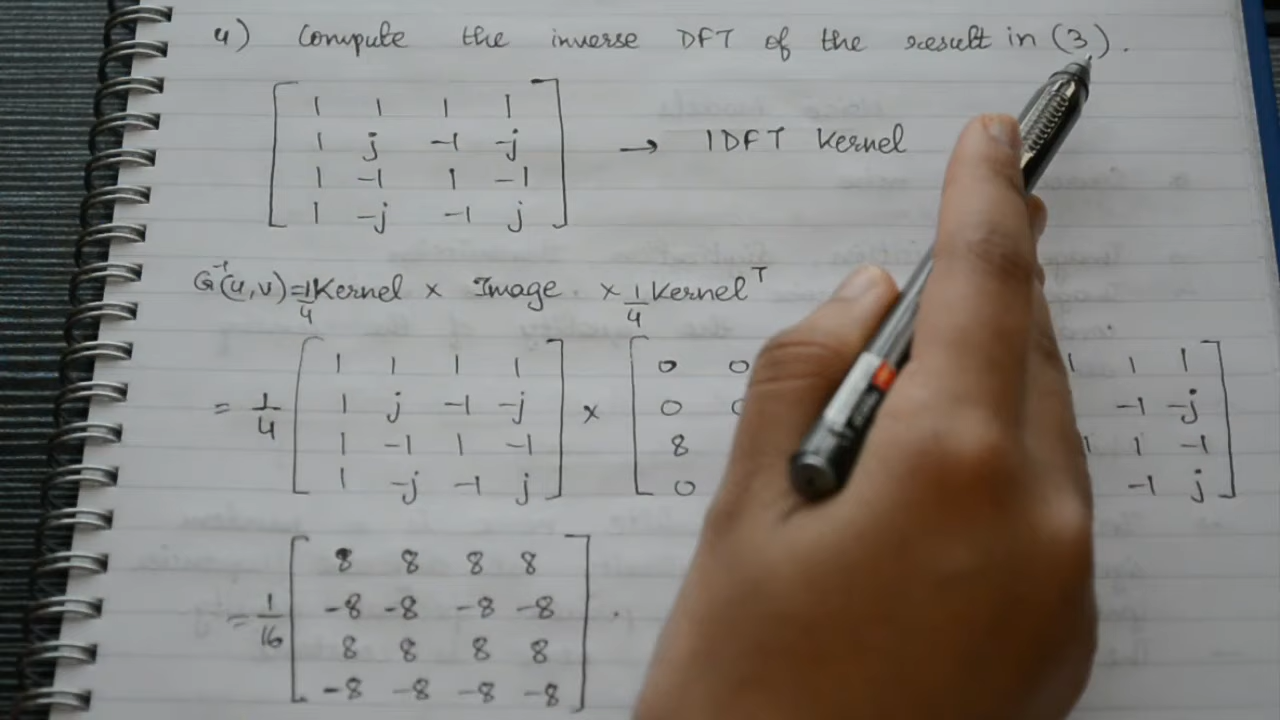 4) Compute the inverse DFT of the result in (3).
1 1 1 1
1 j -1 -j → IDFT Kernel
1 -1 1 -1
1 -j -1 j
G⁻¹(u,v) = 1/4 Kernel × Image × 1/4 Kernel^T
1 1 1 1 0 0 1 1 1
= 1/4 1 j -1 -j × 0 -1 -j
1 -1 1 -1 8 1 1 -1
1 -j -1 j 0 -1 j
8 8 8 8
= 1/16 -8 -8 -8 -8 .
8 8 8 8
-8 -8 -8 -8